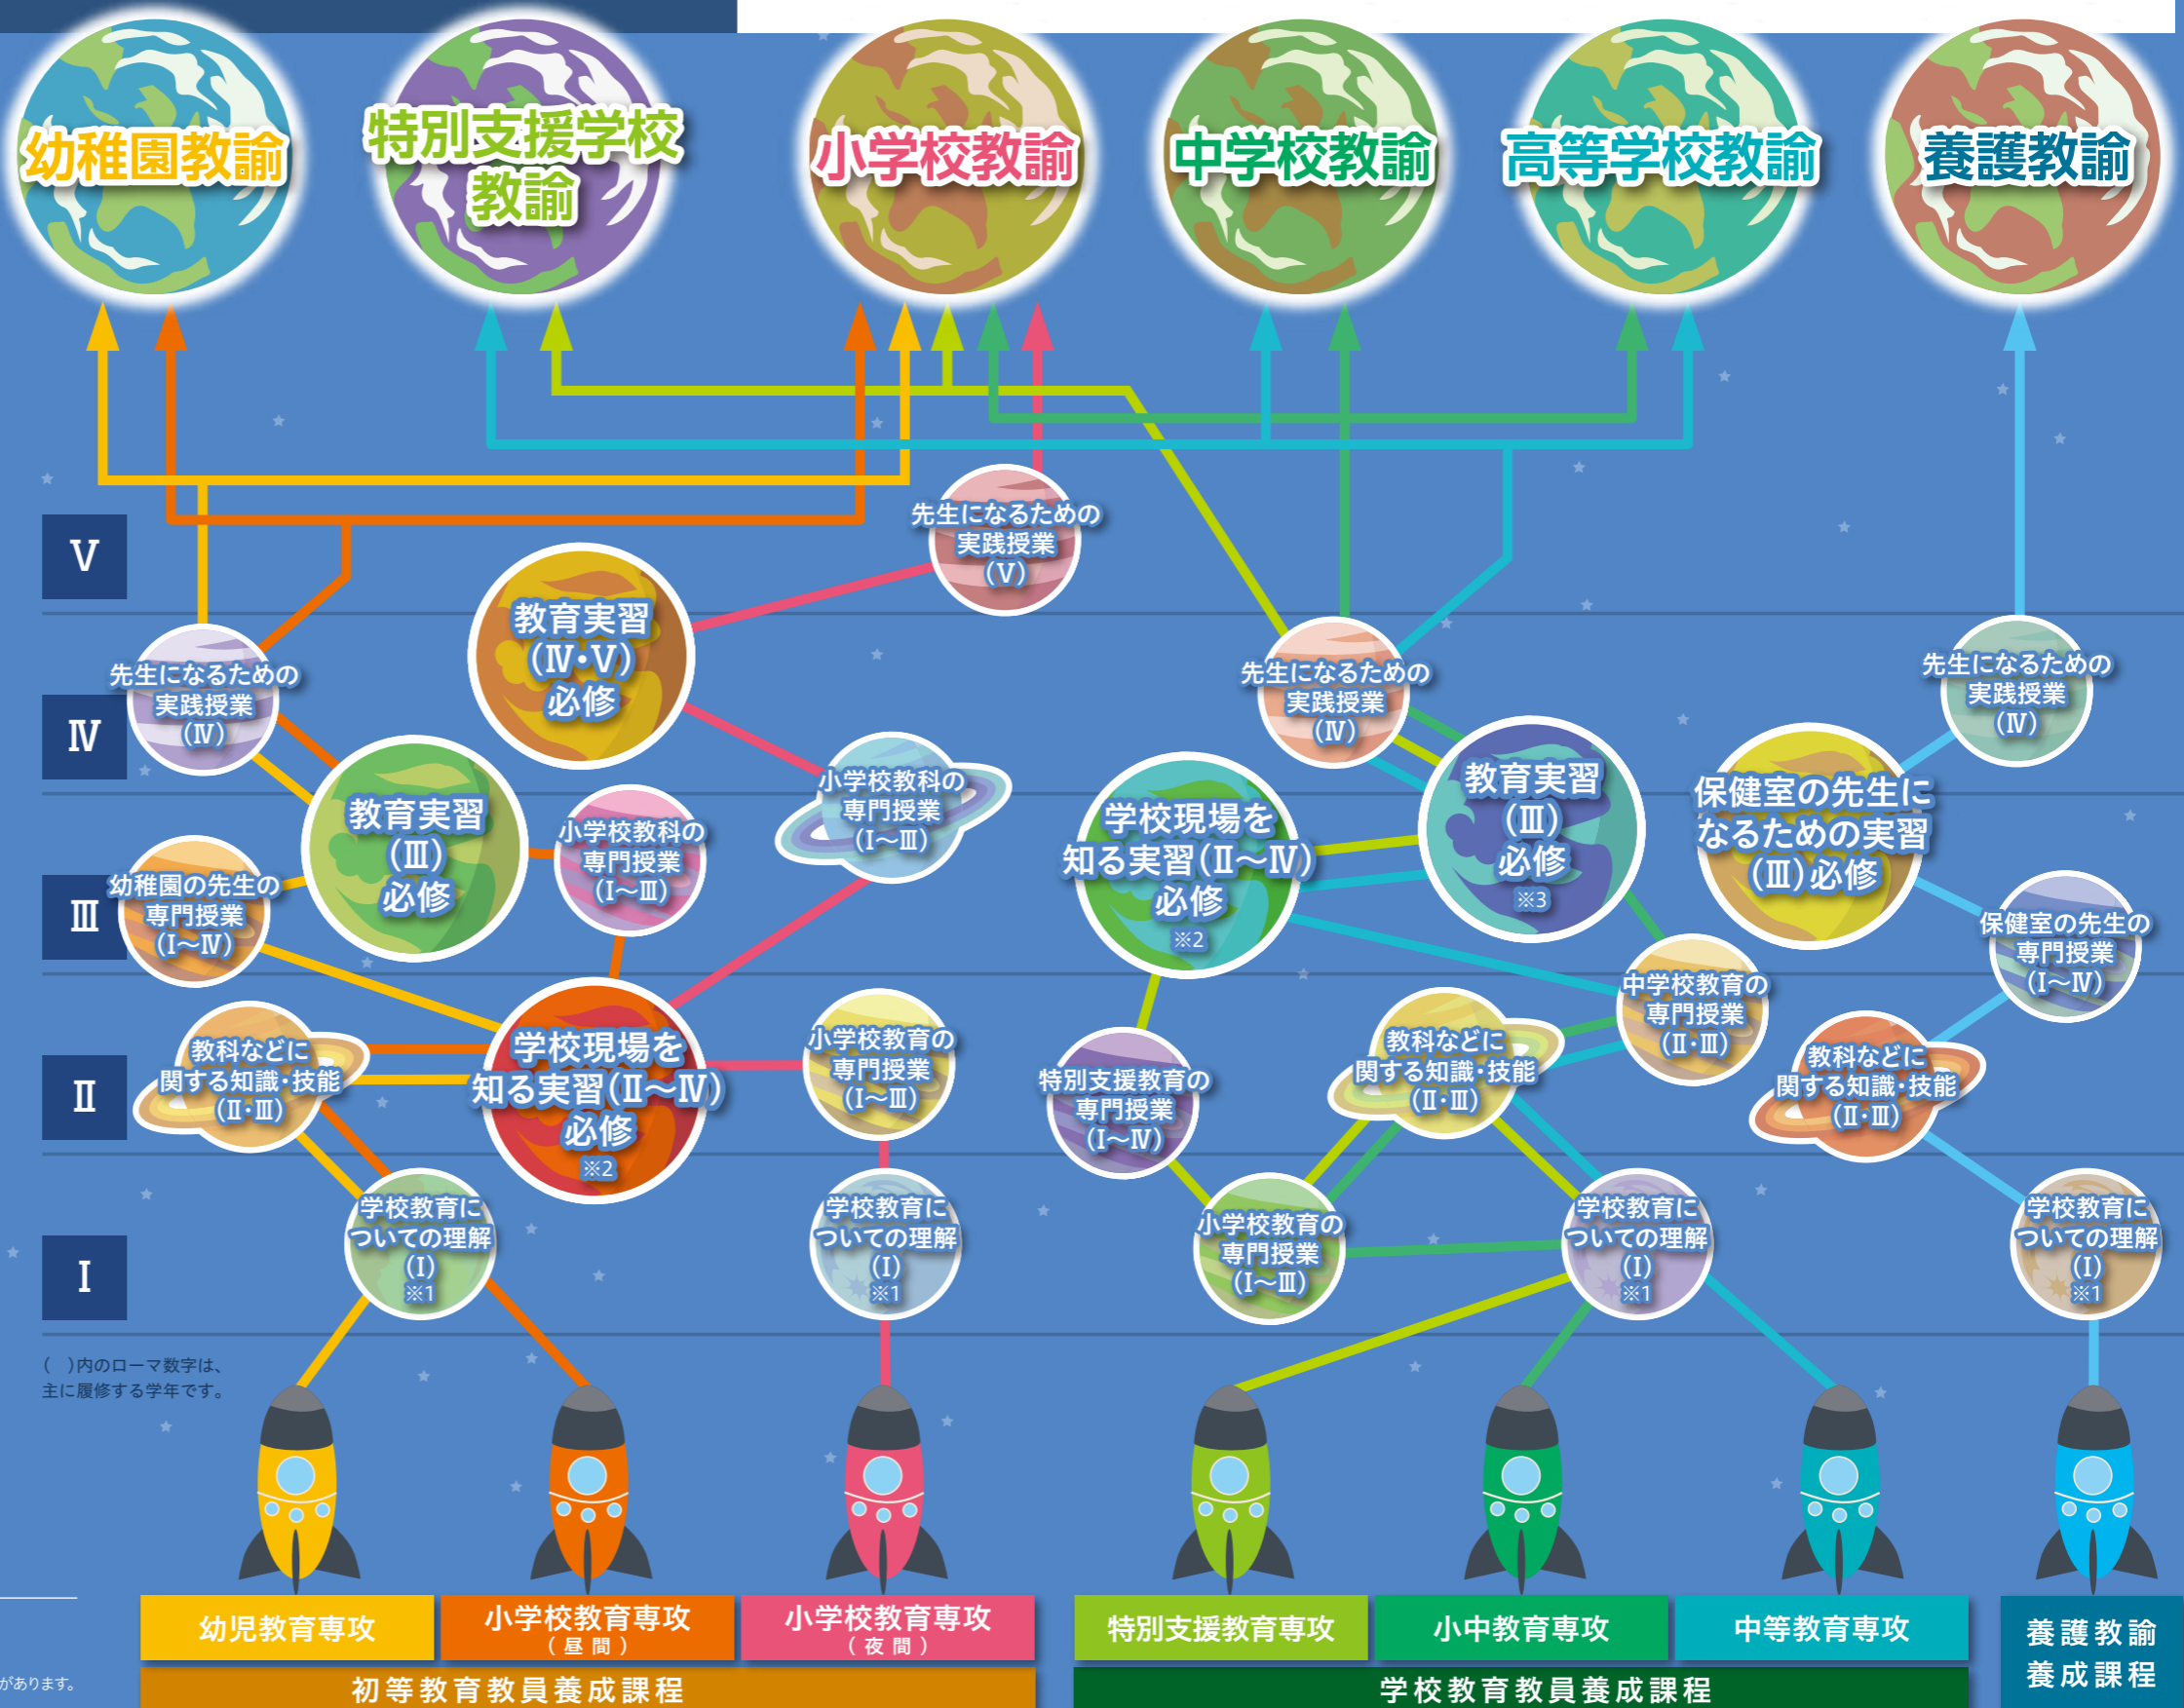 幼稚園教諭
特別支援学校
教諭
小学校教諭
中学校教諭
高等学校教諭
養護教諭
Ⅴ
先生になるための
実践授業
(Ⅴ)
教育実習
(Ⅳ・Ⅴ)
必修
Ⅳ
先生になるための
実践授業
(Ⅳ)
先生になるための
実践授業
(Ⅳ)
先生になるための
実践授業
(Ⅳ)
教育実習
(Ⅲ)
必修
小学校教科の
専門授業
(Ⅰ〜Ⅲ)
小学校教科の
専門授業
(Ⅰ〜Ⅲ)
学校現場を
知る実習(Ⅱ〜Ⅳ)
必修
※2
教育実習
(Ⅲ)
必修
※3
保健室の先生に
なるための実習
(Ⅲ)必修
Ⅲ
幼稚園の先生の
専門授業
(Ⅰ〜Ⅳ)
保健室の先生の
専門授業
(Ⅰ〜Ⅳ)
中学校教育の
専門授業
(Ⅱ・Ⅲ)
Ⅱ
教科などに
関する知識・技能
(Ⅱ・Ⅲ)
学校現場を
知る実習(Ⅱ〜Ⅳ)
必修
※2
小学校教育の
専門授業
(Ⅰ〜Ⅲ)
特別支援教育の
専門授業
(Ⅰ〜Ⅳ)
教科などに
関する知識・技能
(Ⅱ・Ⅲ)
教科などに
関する知識・技能
(Ⅱ・Ⅲ)
Ⅰ
学校教育に
ついての理解
(Ⅰ)
※1
学校教育に
ついての理解
(Ⅰ)
※1
小学校教育の
専門授業
(Ⅰ〜Ⅲ)
学校教育に
ついての理解
(Ⅰ)
※1
学校教育に
ついての理解
(Ⅰ)
※1
(　)内のローマ数字は、
主に履修する学年です。
幼児教育専攻
小学校教育専攻
(昼間)
小学校教育専攻
(夜間)
特別支援教育専攻
小中教育専攻
中等教育専攻
養護教諭
養成課程
初等教育教員養成課程
学校教育教員養成課程
があります。